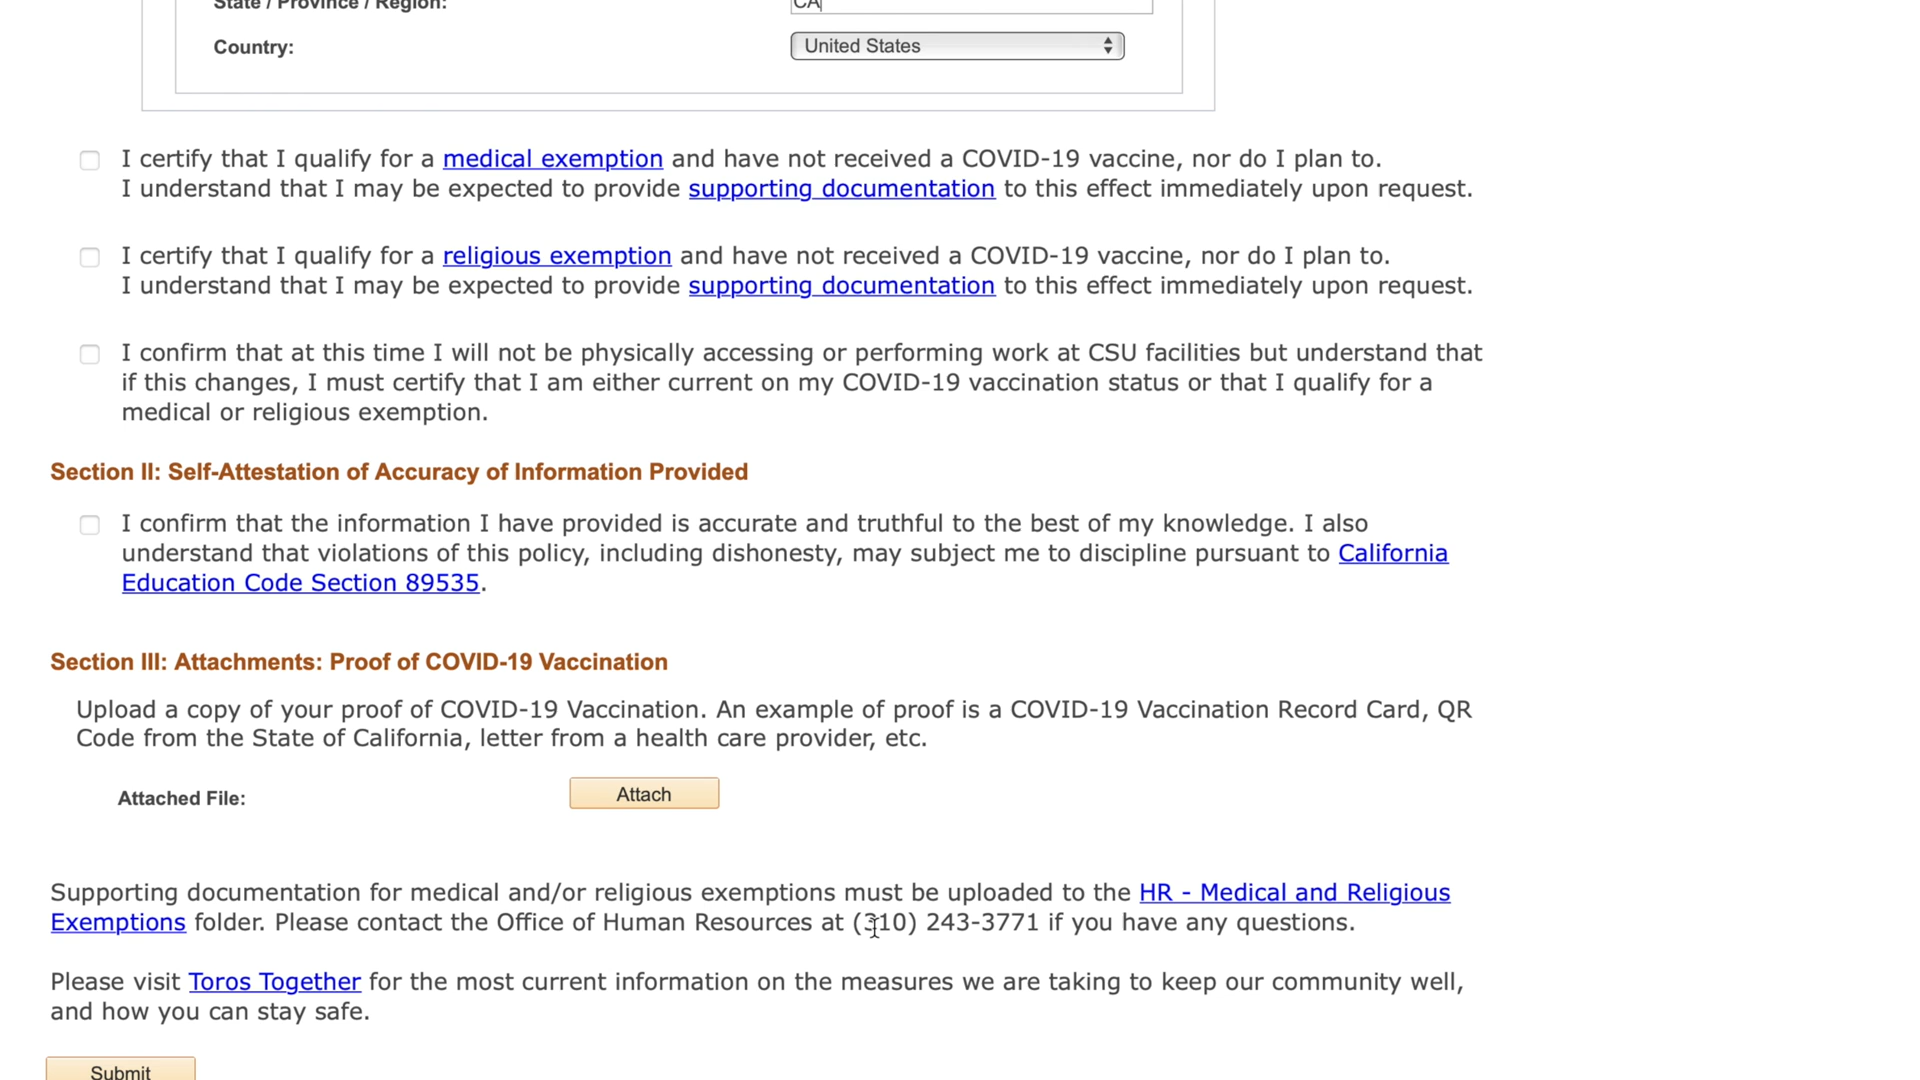 State / Province / Region:
CA
Country:
United States
I certify that I qualify for a medical exemption and have not received a COVID-19 vaccine, nor do I plan to.
I understand that I may be expected to provide supporting documentation to this effect immediately upon request.
I certify that I qualify for a religious exemption and have not received a COVID-19 vaccine, nor do I plan to.
I understand that I may be expected to provide supporting documentation to this effect immediately upon request.
I confirm that at this time I will not be physically accessing or performing work at CSU facilities but understand that
if this changes, I must certify that I am either current on my COVID-19 vaccination status or that I qualify for a
medical or religious exemption.
Section II: Self-Attestation of Accuracy of Information Provided
I confirm that the information I have provided is accurate and truthful to the best of my knowledge. I also
understand that violations of this policy, including dishonesty, may subject me to discipline pursuant to California
Education Code Section 89535.
Section III: Attachments: Proof of COVID-19 Vaccination
Upload a copy of your proof of COVID-19 Vaccination. An example of proof is a COVID-19 Vaccination Record Card, QR
Code from the State of California, letter from a health care provider, etc.
Attached File:
Attach
Supporting documentation for medical and/or religious exemptions must be uploaded to the HR - Medical and Religious
Exemptions folder. Please contact the Office of Human Resources at (310) 243-3771 if you have any questions.
Please visit Toros Together for the most current information on the measures we are taking to keep our community well,
and how you can stay safe.
Submit